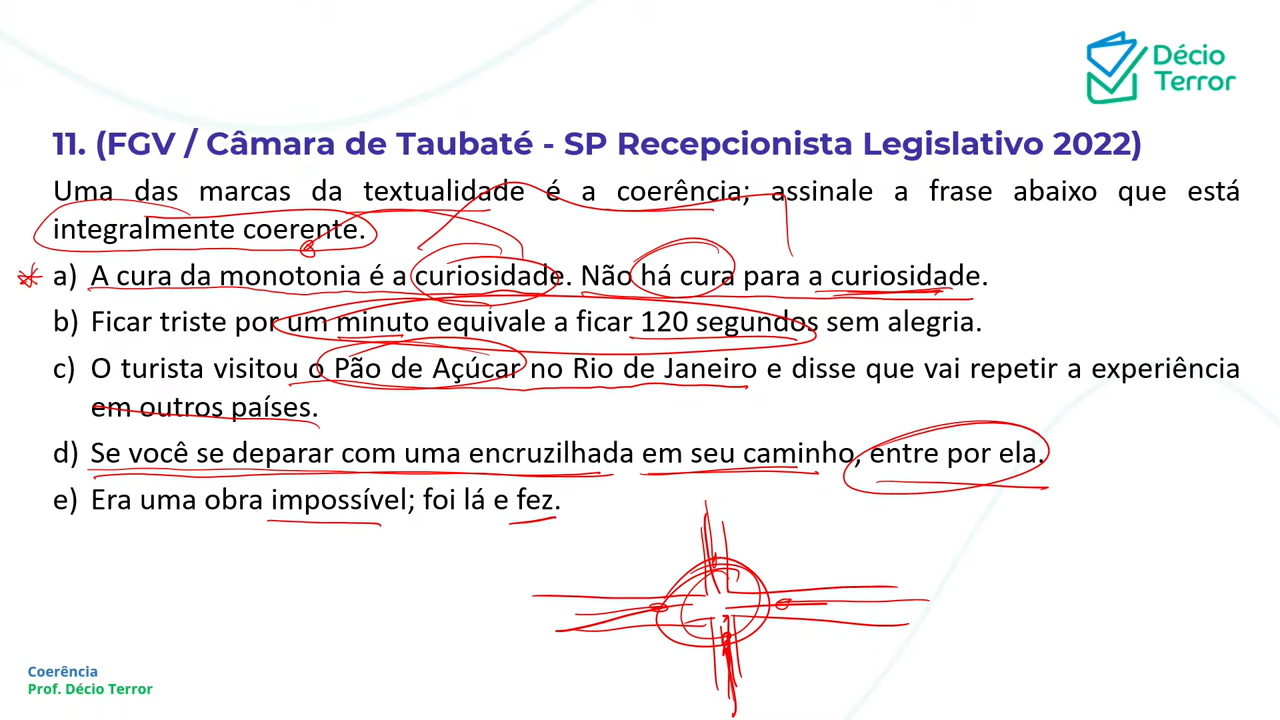 Décio
Terror
11. (FGV / Câmara de Taubaté - SP Recepcionista Legislativo 2022)
Uma das marcas da textualidade é a coerência; assinale a frase abaixo que está
integralmente coerente.
a) A cura da monotonia é a curiosidade. Não há cura para a curiosidade.
b) Ficar triste por um minuto equivale a ficar 120 segundos sem alegria.
c) O turista visitou o Pão de Açúcar no Rio de Janeiro e disse que vai repetir a experiência
em outros países.
d) Se você se deparar com uma encruzilhada em seu caminho, entre por ela.
e) Era uma obra impossível; foi lá e fez.
Coerência
Prof. Décio Terror